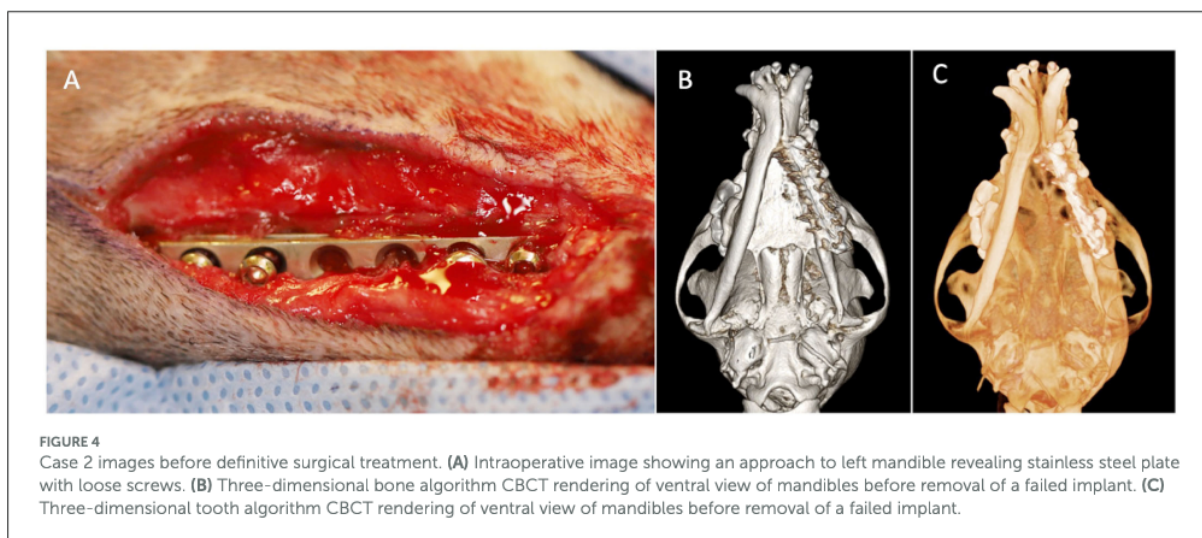 A
B
C
FIGURE 4
Case 2 images before definitive surgical treatment. (A) Intraoperative image showing an approach to left mandible revealing stainless steel plate
with loose screws. (B) Three-dimensional bone algorithm CBCT rendering of ventral view of mandibles before removal of a failed implant. (C)
Three-dimensional tooth algorithm CBCT rendering of ventral view of mandibles before removal of a failed implant.